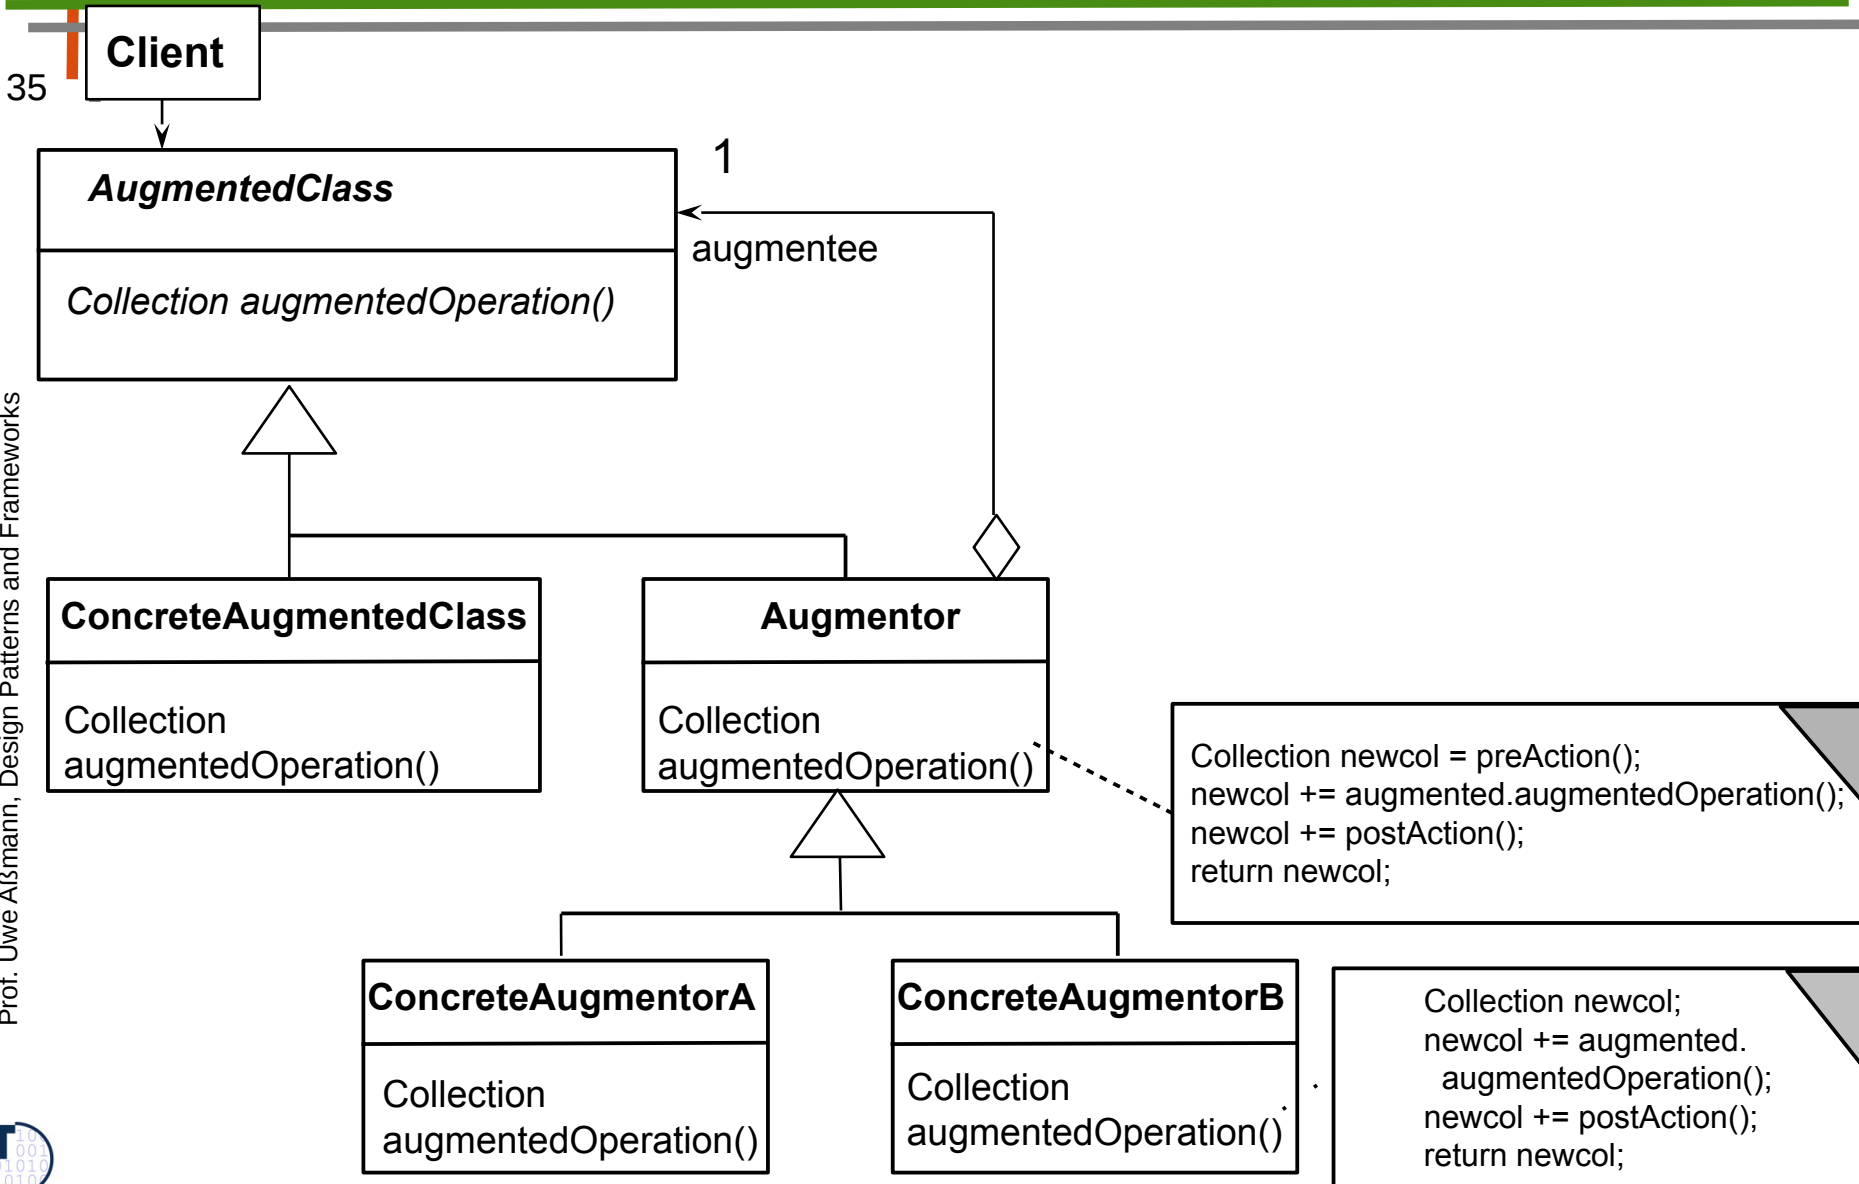 Client
35
1
AugmentedClass
augmentee
Collection augmentedOperation()
ConcreteAugmentedClass
Collection
augmentedOperation()
Augmentor
Collection
augmentedOperation()
Collection newcol = preAction();
newcol += augmented.augmentedOperation();
newcol += postAction();
return newcol;
ConcreteAugmentorA
Collection
augmentedOperation()
ConcreteAugmentorB
Collection
augmentedOperation()
Collection newcol;
newcol += augmented.
augmentedOperation();
newcol += postAction();
return newcol;
Prof. Uwe Aßmann, Design Patterns and Frameworks